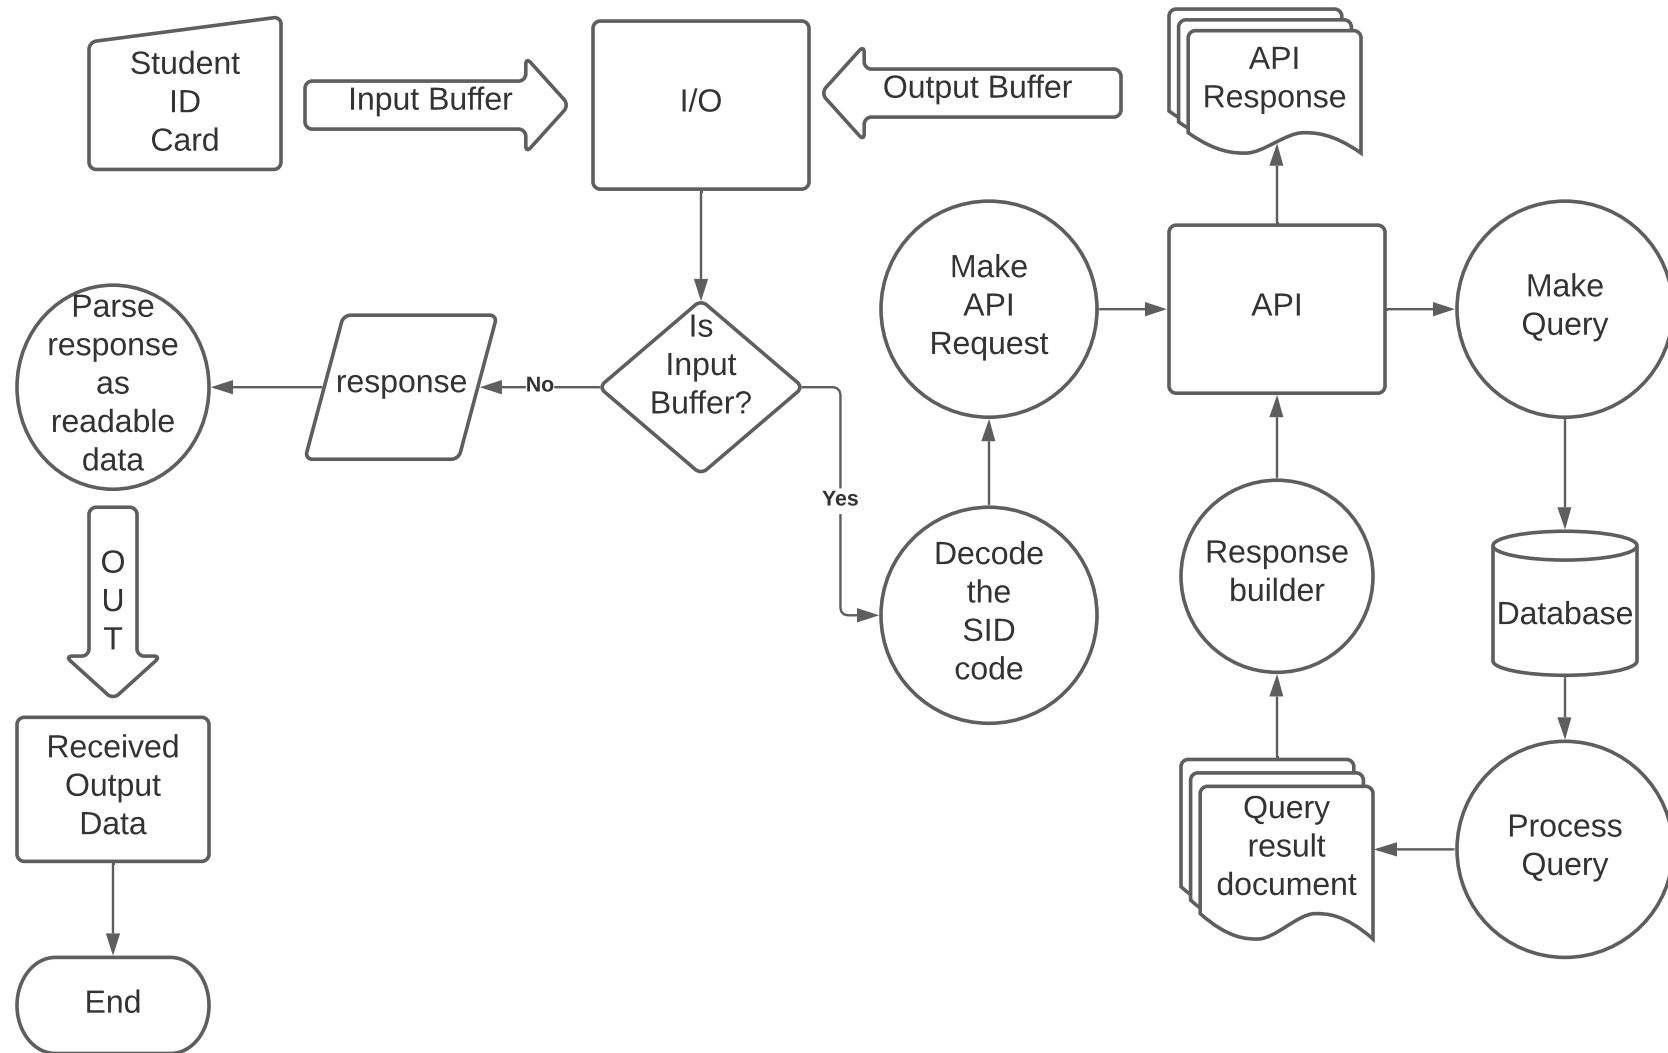 Student
ID
Card
Input Buffer
I/O
Output Buffer
API
Response
Make
API
Request
API
Make
Query
Parse
response
as
readable
data
response
No
Is
Input
Buffer?
Yes
Decode
the
SID
code
Response
builder
Database
O
U
T
Received
Output
Data
Query
result
document
Process
Query
End